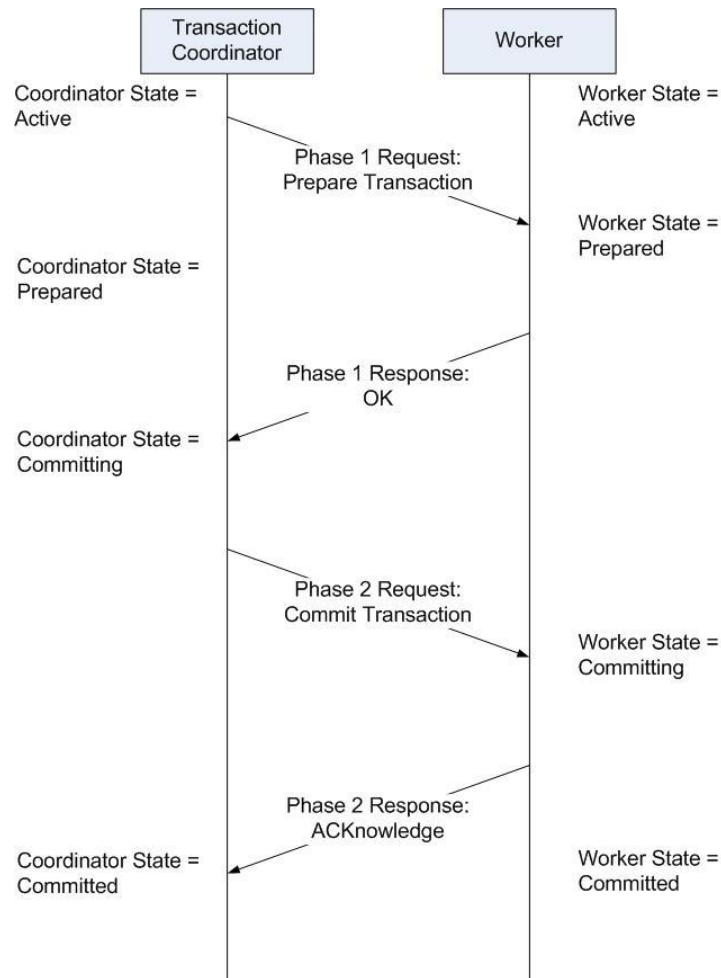 Transaction
Coordinator
Worker
Coordinator State =
Active
Worker State =
Active
Phase 1 Request:
Prepare Transaction
Worker State =
Prepared
Coordinator State =
Prepared
Phase 1 Response:
OK
Coordinator State =
Committing
Phase 2 Request:
Commit Transaction
Worker State =
Committing
Phase 2 Response:
ACKnowledge
Coordinator State =
Committed
Worker State =
Committed